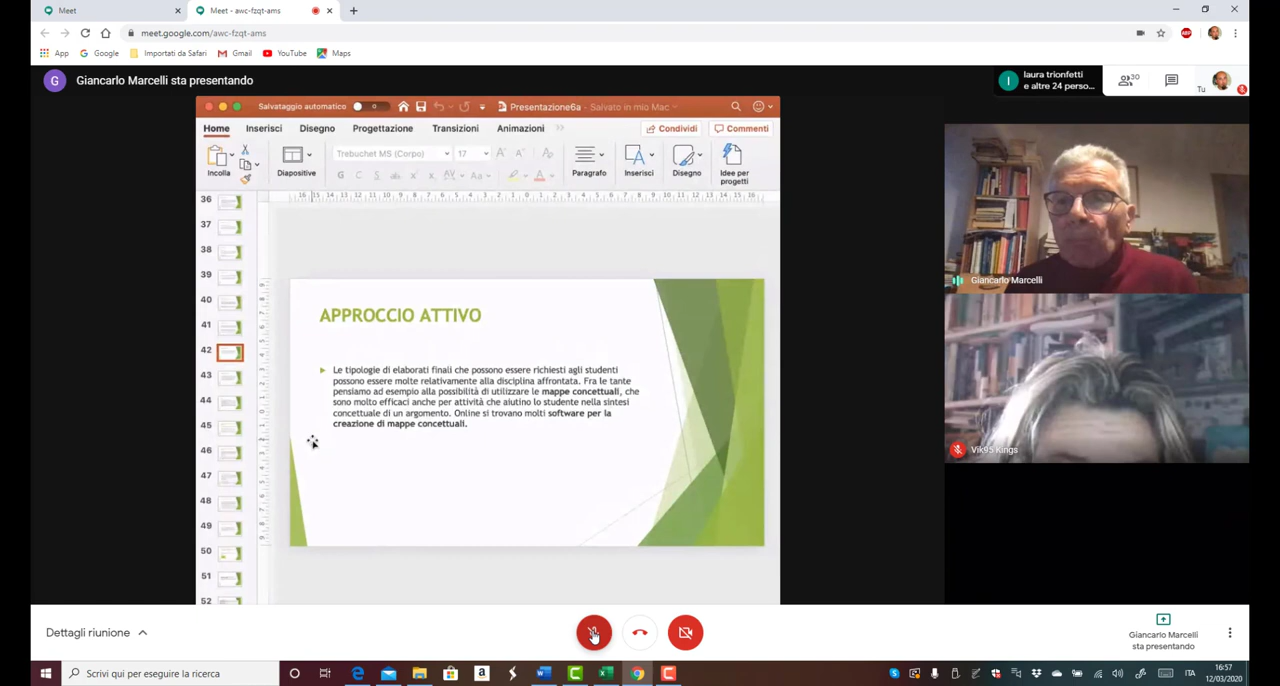 Meet
Meet - awc-fzqt-ams
meet.google.com/awc-fzqt-ams
App Google Importati da Safari Gmail YouTube Maps
G Giancarlo Marcelli sta presentando
I laura trionfetti
e altre 24 perso...
30
Tu
Salvataggio automatico
Presentazione6a - Salvato in mio Mac
Home Inserisci Disegno Progettazione Transizioni Animazioni
Condividi Commenti
Trebuchet MS (Corpo) 17
Incolla Diapositive Paragrafo Inserisci Disegno Idee per
progetti
36
37
38
39
40
41
42
43
44
45
46
47
48
49
50
51
52
APPROCCIO ATTIVO
Le tipologie di elaborati finali che possono essere richiesti agli studenti
possono essere molte relativamente alla disciplina affrontata. Fra le tante
pensiamo ad esempio alla possibilità di utilizzare le mappe concettuali, che
sono molto efficaci anche per attività che aiutino lo studente nella sintesi
concettuale di un argomento. Online si trovano molti software per la
creazione di mappe concettuali.
Giancarlo Marcelli
Vik95 Kings
Dettagli riunione
Giancarlo Marcelli
sta presentando
Scrivi qui per eseguire la ricerca
ITA
16:57
12/03/2020